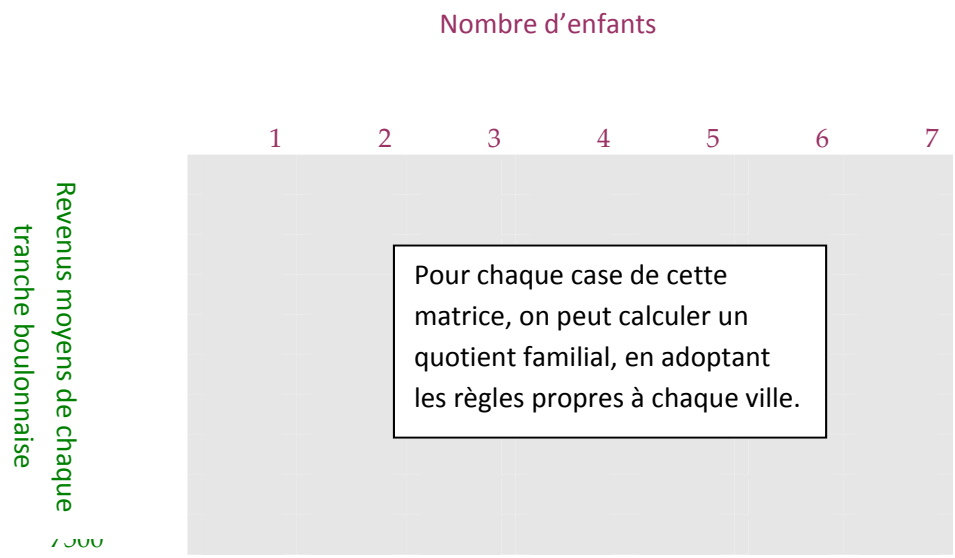 Nombre d’enfants
1 2 3 4 5 6 7
Revenus moyens de chaque
tranche boulonnaise
Pour chaque case de cette
matrice, on peut calculer un
quotient familial, en adoptant
les règles propres à chaque ville.